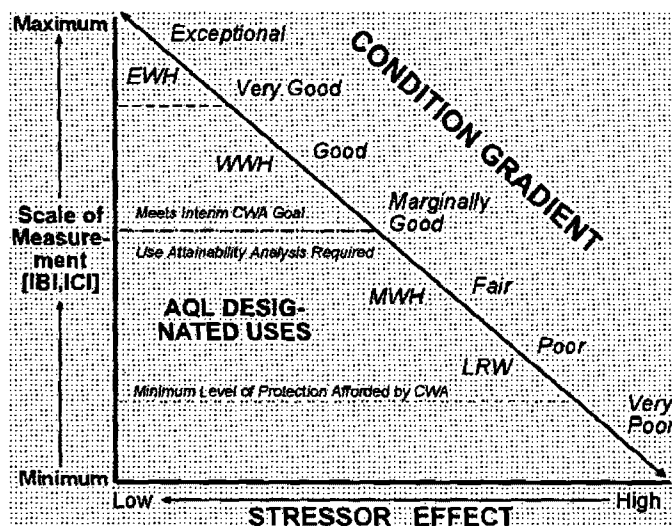 Maximum
Exceptional
EWH
Very Good
CONDITION GRADIENT
WWH
Good
Meets Interim CWA Goal
Marginally
Good
Scale of
Measure-
ment
[IBI,ICI]
Use Attainability Analysis Required
MWH
Fair
AQL DESIG-
NATED USES
LRW
Poor
Minimum Level of Protection Afforded by CWA
Very
Poor
Minimum
Low
High
STRESSOR EFFECT